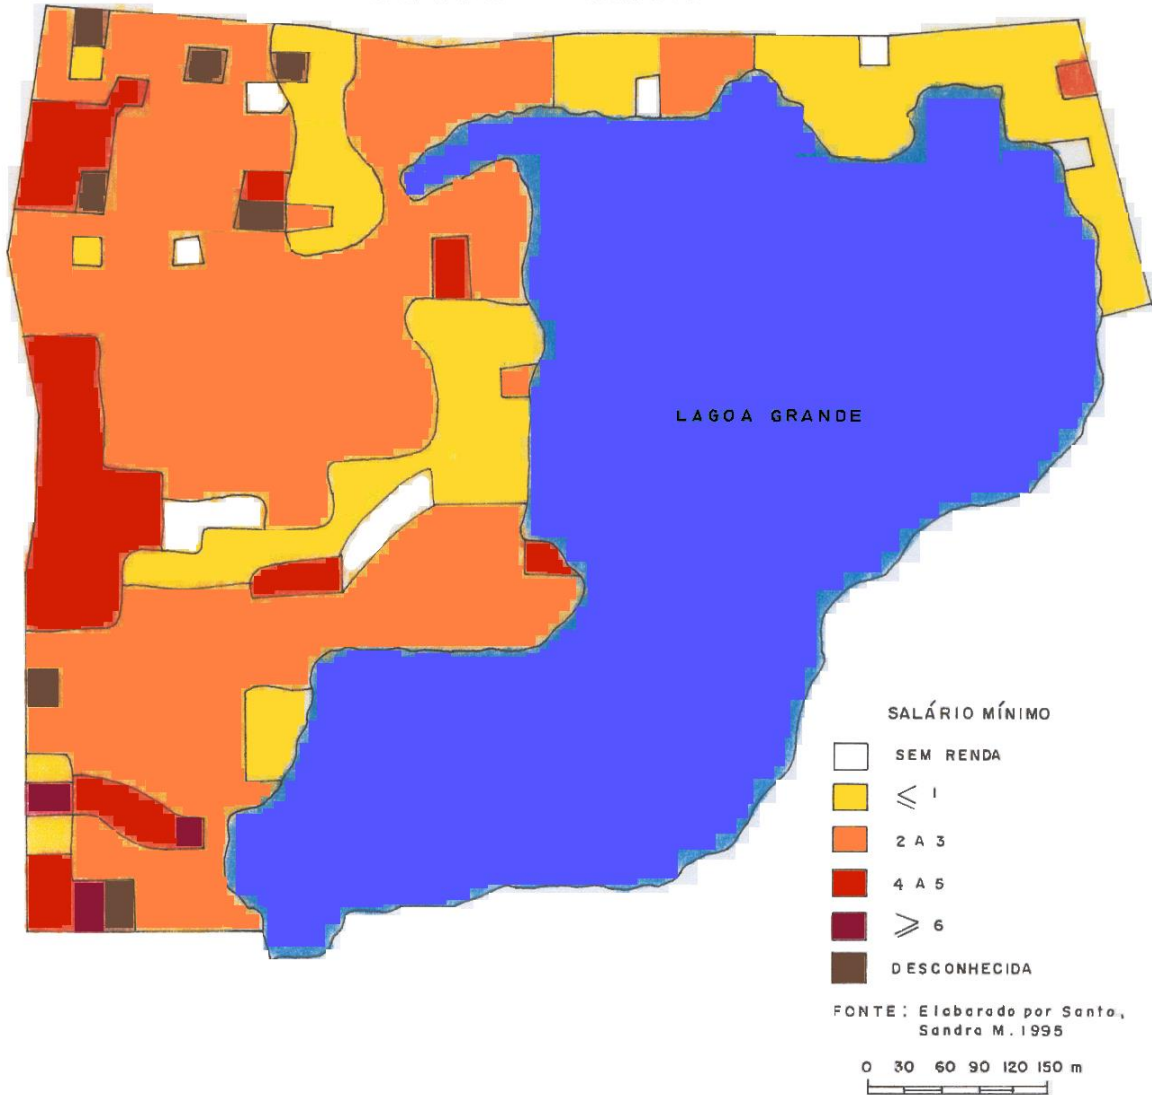 LAGOA GRANDE
SALÁRIO MÍNIMO
SEM RENDA
≤ 1
2 A 3
4 A 5
≥ 6
DESCONHECIDA
FONTE: Elaborado por Santo,
Sandra M. 1995
0 30 60 90 120 150 m